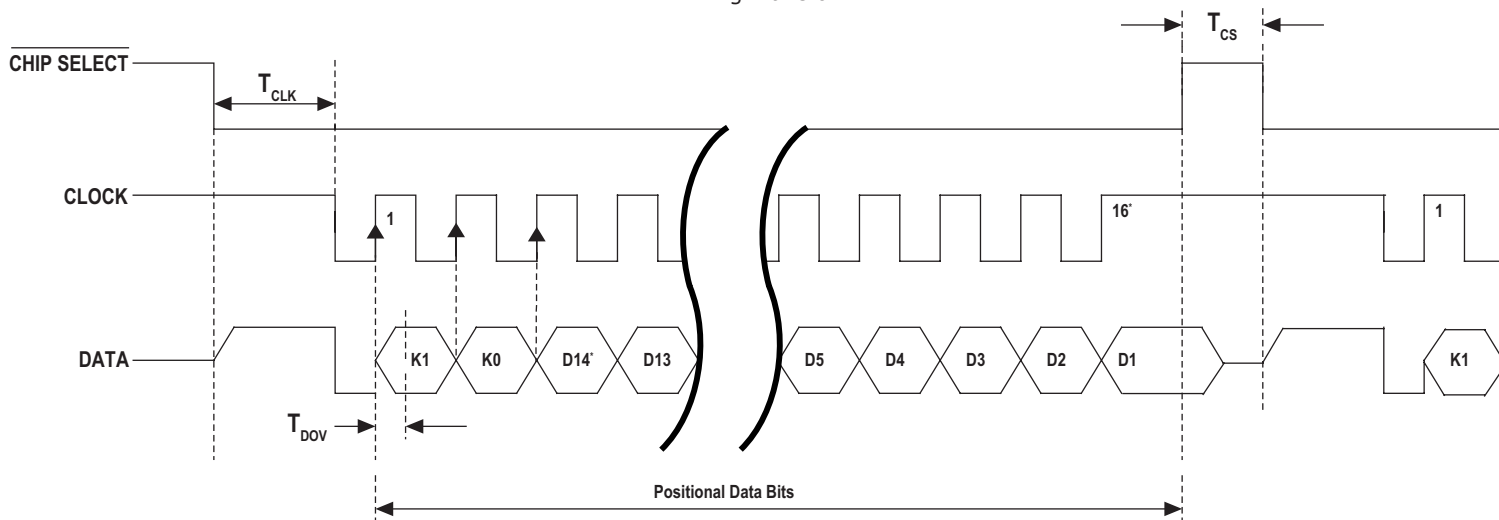 T_CS
CHIP SELECT
T_CLK
CLOCK
1
16*
1
DATA
K1
K0
D14*
D13
D5
D4
D3
D2
D1
K1
T_DOV
Positional Data Bits